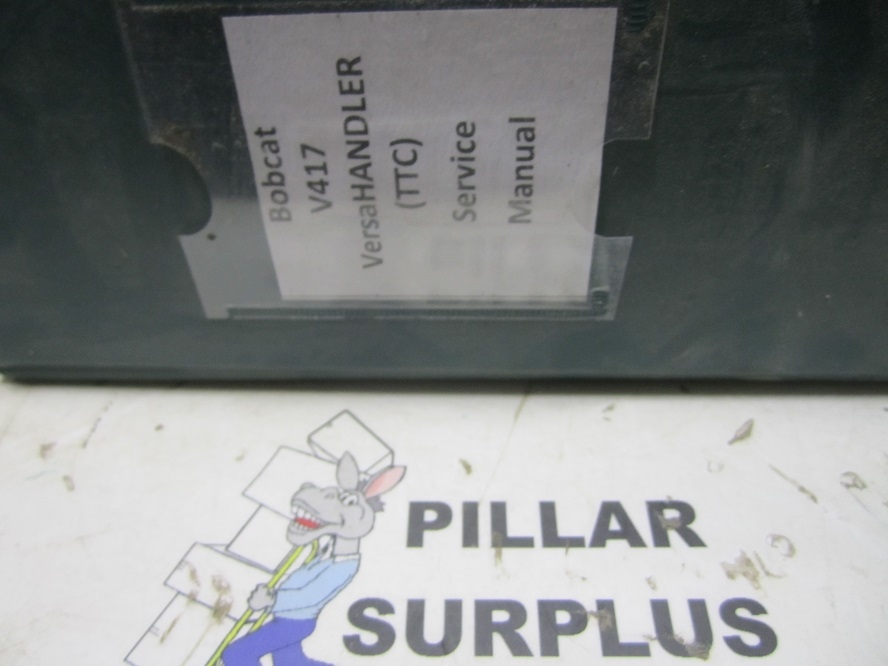 Bobcat
V417
VersaHANDLER
(TTC)
Service
Manual
PILLAR
SURPLUS